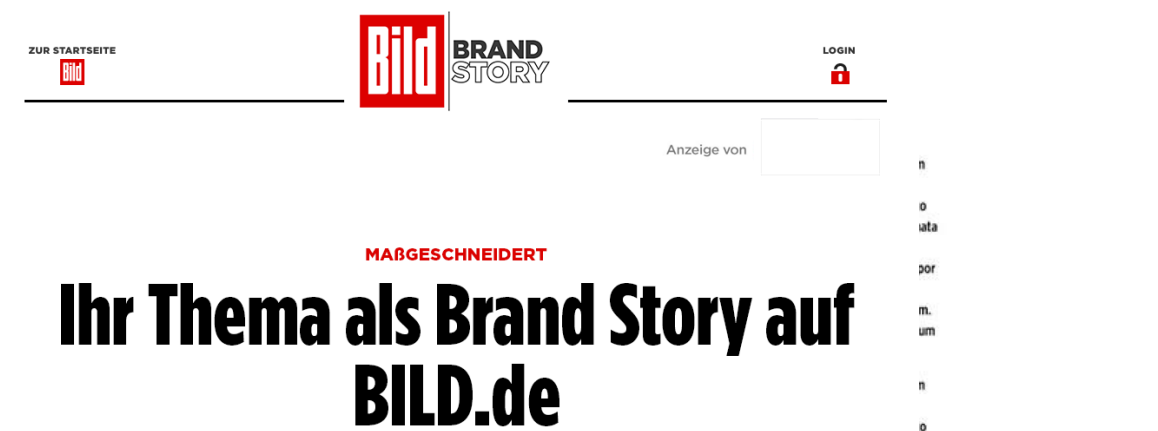 ZUR STARTSEITE
Bild
Bild
BRAND
STORY
LOGIN
Anzeige von
MAßGESCHNEIDERT
Ihr Thema als Brand Story auf
BILD.de